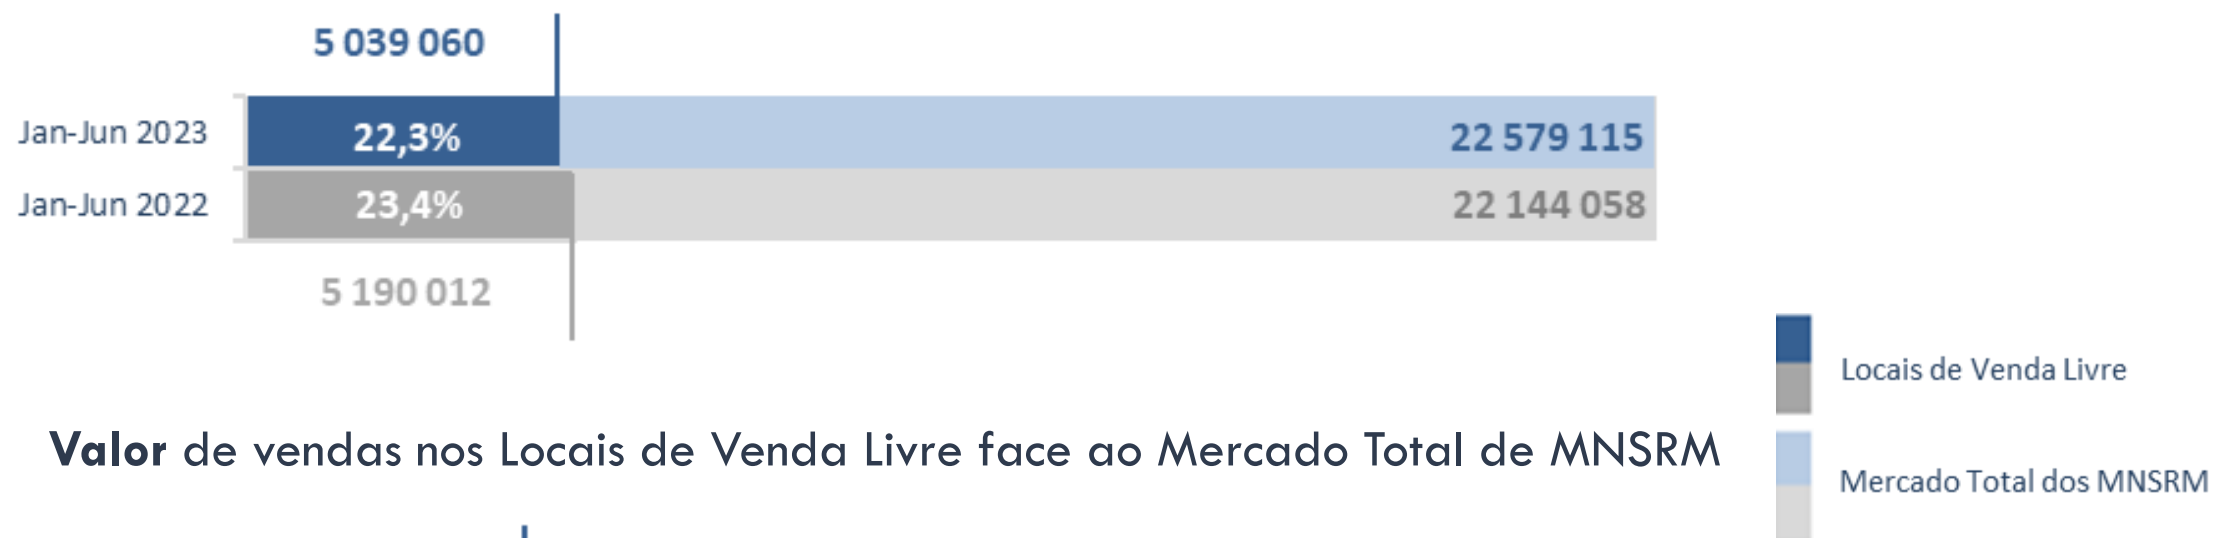 5 039 060
Jan-Jun 2023 22,3% 22 579 115
Jan-Jun 2022 23,4% 22 144 058
5 190 012
Locais de Venda Livre
Valor de vendas nos Locais de Venda Livre face ao Mercado Total de MNSRM
Mercado Total dos MNSRM